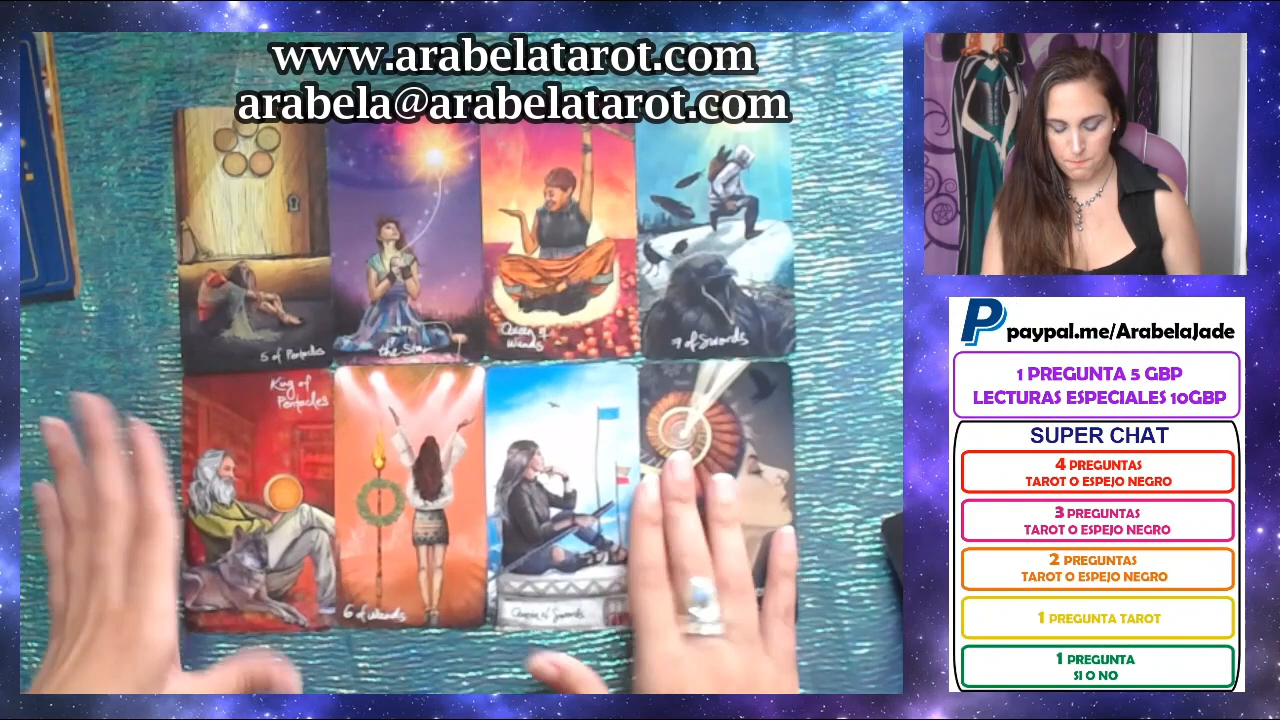 www.arabelatarot.com
arabela@arabelatarot.com
5 of Pentacles
the Star
Queen of
Wands
7 of Swords
King of
Pentacles
6 of Wands
Queen of Swords
paypal.me/ArabelaJade
1 PREGUNTA 5 GBP
LECTURAS ESPECIALES 10GBP
SUPER CHAT
4 PREGUNTAS
TAROT O ESPEJO NEGRO
3 PREGUNTAS
TAROT O ESPEJO NEGRO
2 PREGUNTAS
TAROT O ESPEJO NEGRO
1 PREGUNTA TAROT
1 PREGUNTA
SI O NO